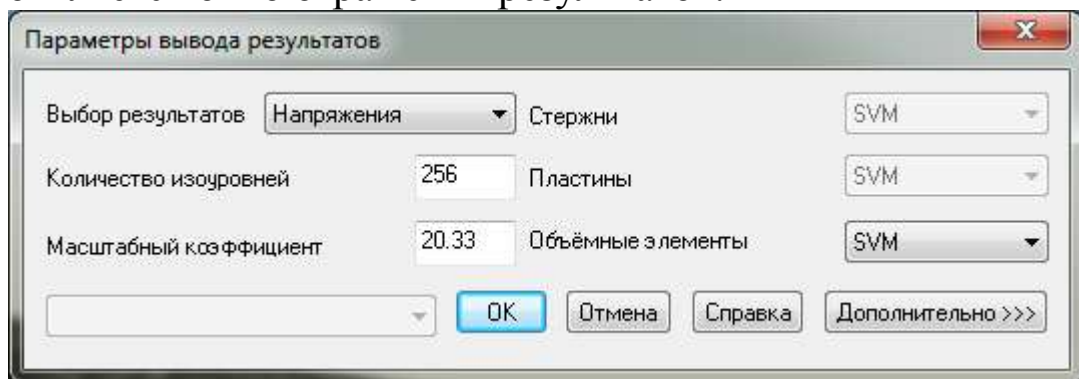 Параметры вывода результатов
Выбор результатов Напряжения Стержни SVM
Количество изоуровней 256 Пластины SVM
Масштабный коэффициент 20.33 Объёмные элементы SVM
OK Отмена Справка Дополнительно >>>